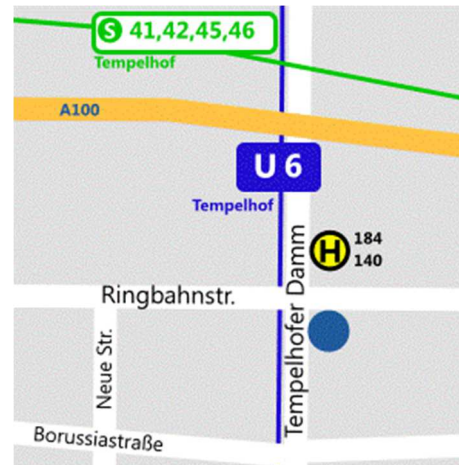 S 41,42,45,46
Tempelhof
A100
U 6
Tempelhof
H 184
140
Tempelhofer Damm
Ringbahnstr.
Neue Str.
Borussiastraße